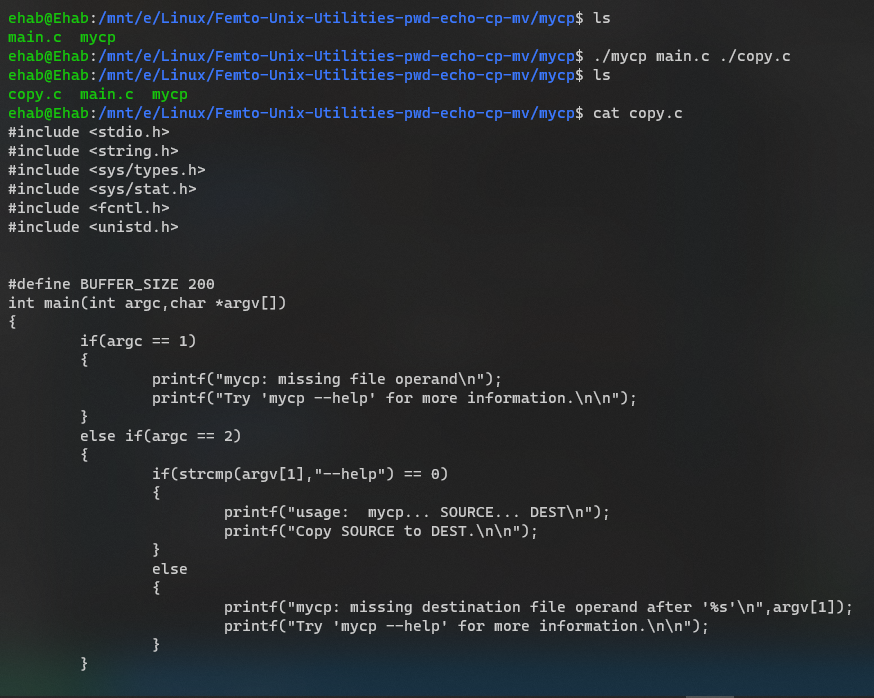 ehab@Ehab:/mnt/e/Linux/Femto-Unix-Utilities-pwd-echo-cp-mv/mycp$ ls
main.c  mycp
ehab@Ehab:/mnt/e/Linux/Femto-Unix-Utilities-pwd-echo-cp-mv/mycp$ ./mycp main.c ./copy.c
ehab@Ehab:/mnt/e/Linux/Femto-Unix-Utilities-pwd-echo-cp-mv/mycp$ ls
copy.c  main.c  mycp
ehab@Ehab:/mnt/e/Linux/Femto-Unix-Utilities-pwd-echo-cp-mv/mycp$ cat copy.c
#include <stdio.h>
#include <string.h>
#include <sys/types.h>
#include <sys/stat.h>
#include <fcntl.h>
#include <unistd.h>
#define BUFFER_SIZE 200
int main(int argc,char *argv[])
{
        if(argc == 1)
        {
                printf("mycp: missing file operand\n");
                printf("Try 'mycp --help' for more information.\n\n");
        }
        else if(argc == 2)
        {
                if(strcmp(argv[1],"--help") == 0)
                {
                        printf("usage:  mycp... SOURCE... DEST\n");
                        printf("Copy SOURCE to DEST.\n\n");
                }
                else
                {
                        printf("mycp: missing destination file operand after '%s'\n",argv[1]);
                        printf("Try 'mycp --help' for more information.\n\n");
                }
        }